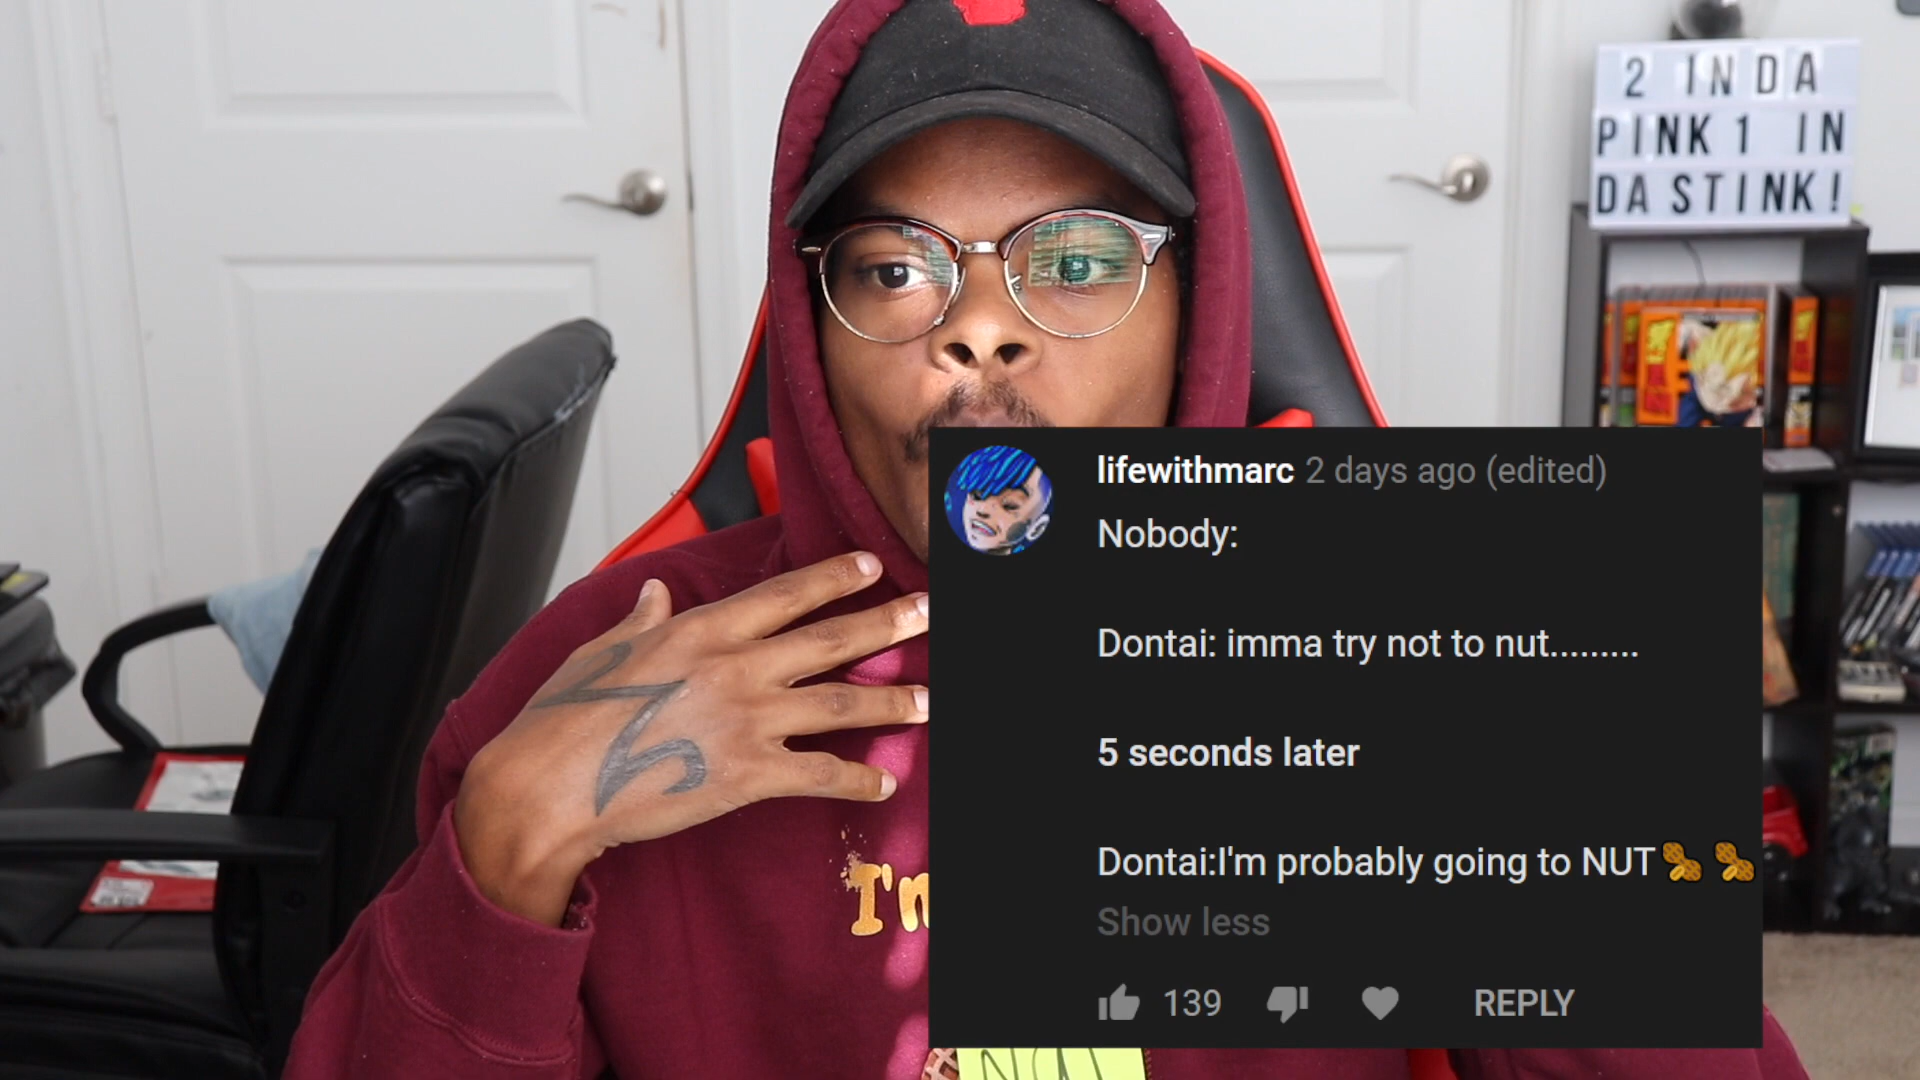 2 IN DA
PINK 1 IN
DA STINK!
lifewithmarc 2 days ago (edited)
Nobody:
Dontai: imma try not to nut.........
5 seconds later
Dontai:I'm probably going to NUT🥜 🥜
Show less
139
REPLY
I'm